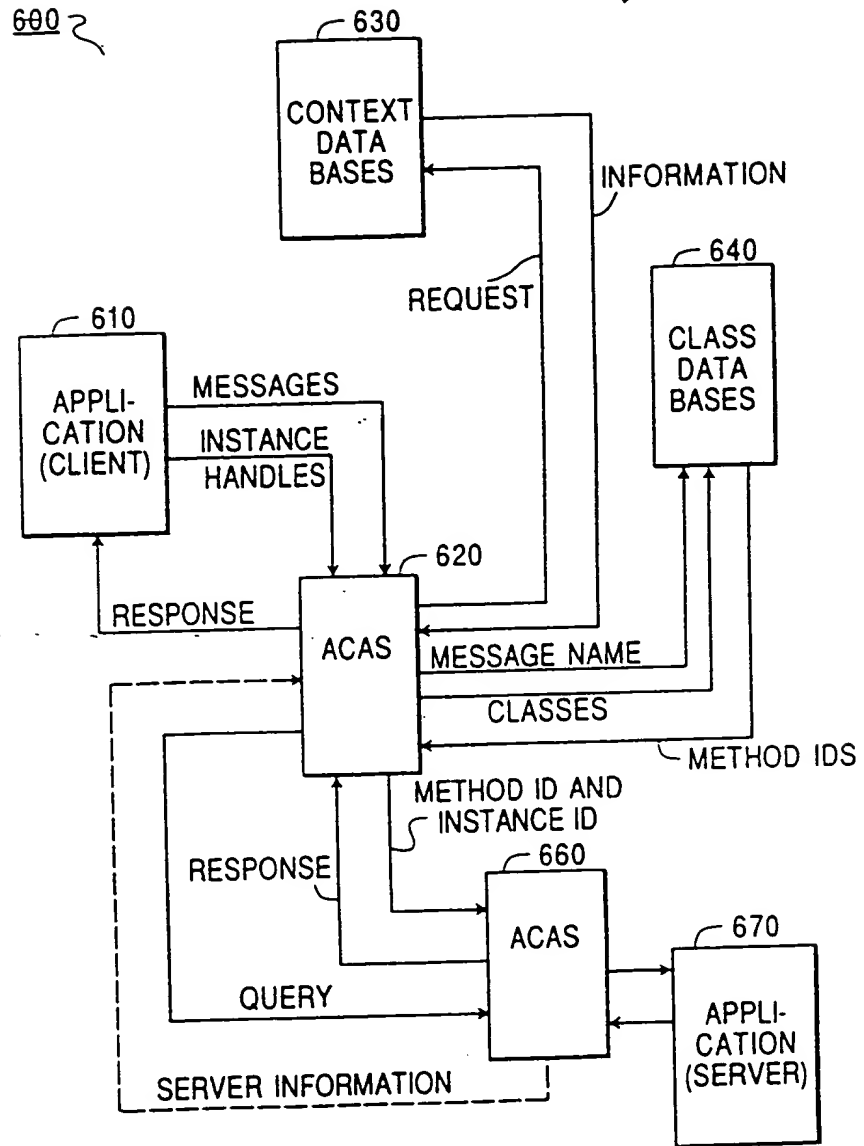 600
630
CONTEXT
DATA
BASES
INFORMATION
REQUEST
640
CLASS
DATA
BASES
610
APPLI-
CATION
(CLIENT)
MESSAGES
INSTANCE
HANDLES
620
ACAS
RESPONSE
MESSAGE NAME
CLASSES
METHOD IDS
METHOD ID AND
INSTANCE ID
RESPONSE
660
ACAS
QUERY
670
APPLI-
CATION
(SERVER)
SERVER INFORMATION